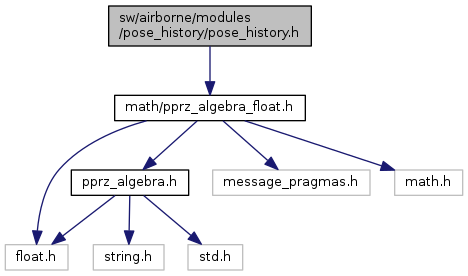 sw/airborne/modules
/pose_history/pose_history.h
math/pprz_algebra_float.h
pprz_algebra.h
message_pragmas.h
math.h
float.h
string.h
std.h